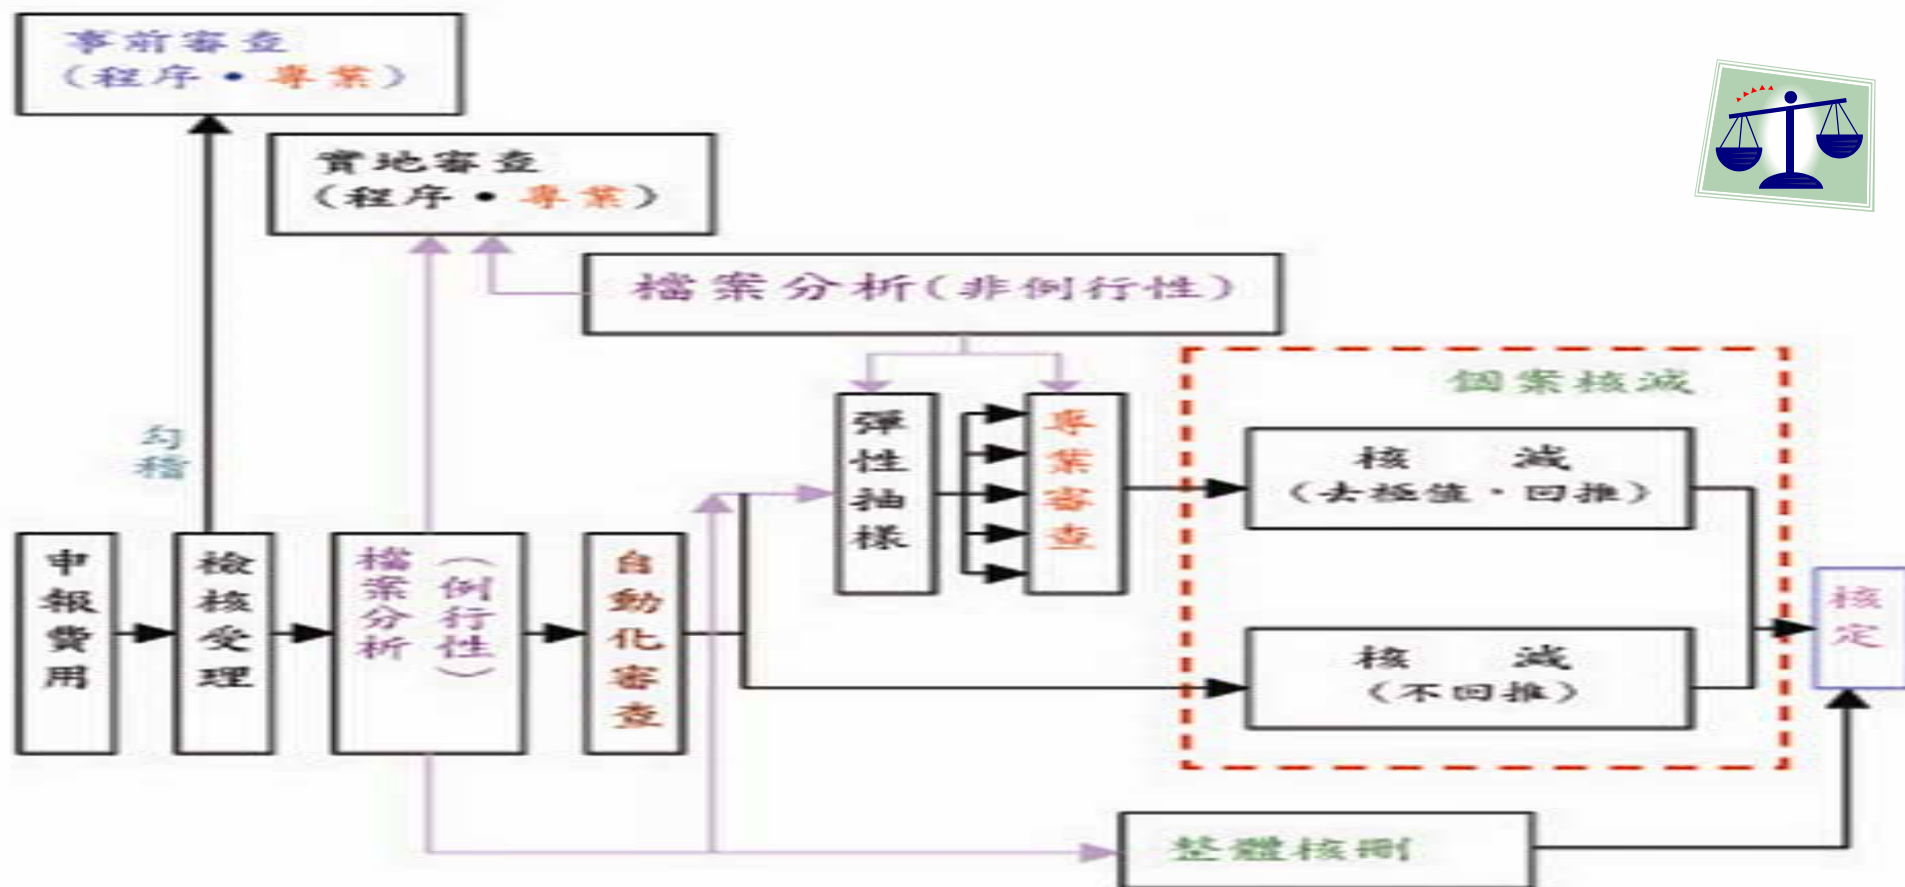 事前審查
(程序•專業)
實地審查
(程序•專業)
檔案分析(非例行性)
個案核減
勾稽
申報費用
檢核受理
檔案分析
(例行性)
自動化審查
彈性抽樣
專業審查
核 減
(去極值·回推)
核 減
(不回推)
核定
整體核刪